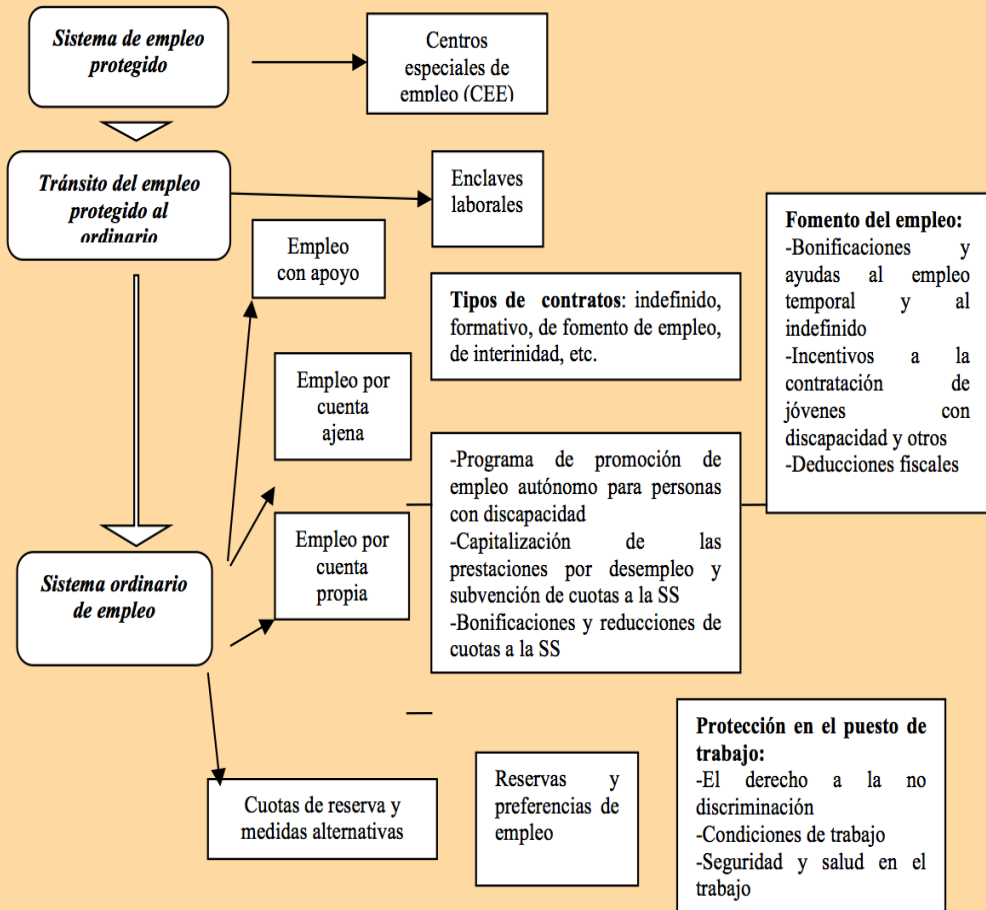 Sistema de empleo
protegido
Centros
especiales de
empleo (CEE)
Tránsito del empleo
protegido al
ordinario
Enclaves
laborales
Empleo
con apoyo
Tipos de contratos: indefinido,
formativo, de fomento de empleo,
de interinidad, etc.
Fomento del empleo:
-Bonificaciones y
ayudas al empleo
temporal y al
indefinido
-Incentivos a la
contratación de
jóvenes con
discapacidad y otros
-Deducciones fiscales
Empleo por
cuenta
ajena
-Programa de promoción de
empleo autónomo para personas
con discapacidad
-Capitalización de las
prestaciones por desempleo y
subvención de cuotas a la SS
-Bonificaciones y reducciones de
cuotas a la SS
Empleo por
cuenta
propia
Sistema ordinario
de empleo
Cuotas de reserva y
medidas alternativas
Reservas y
preferencias de
empleo
Protección en el puesto de
trabajo:
-El derecho a la no
discriminación
-Condiciones de trabajo
-Seguridad y salud en el
trabajo